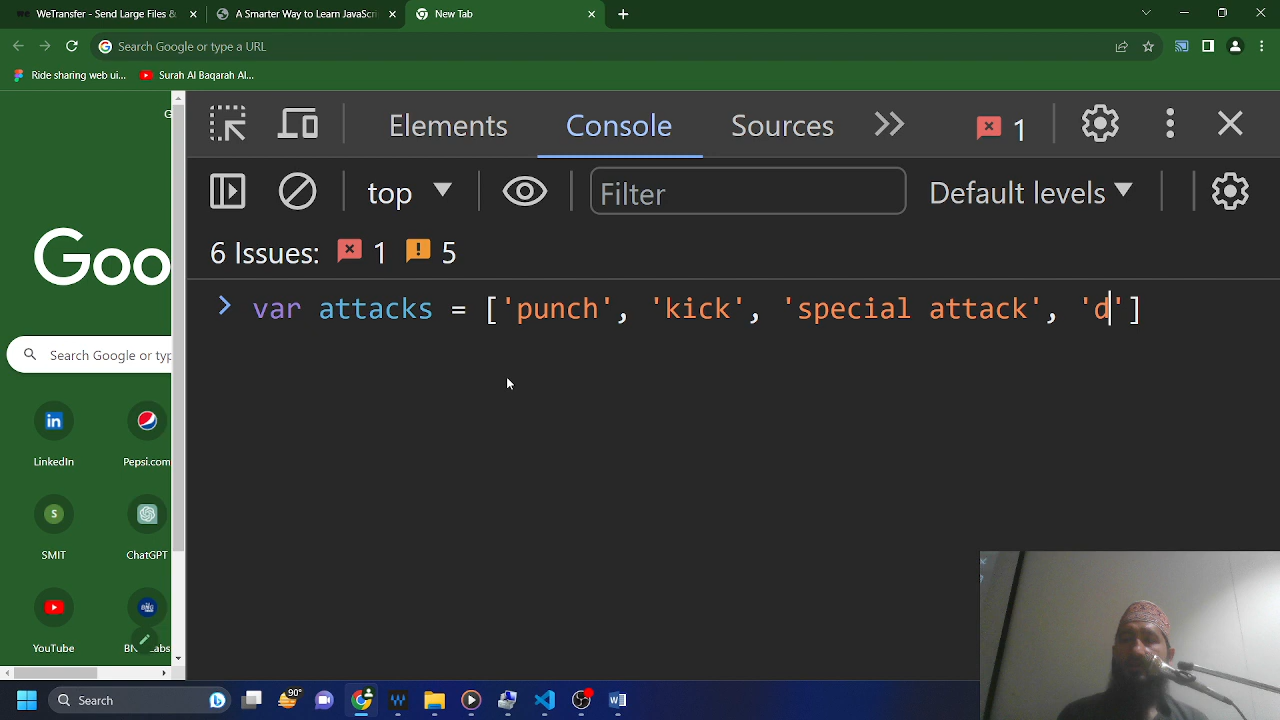 WeTransfer - Send Large Files &
A Smarter Way to Learn JavaScri
New Tab
Search Google or type a URL
Ride sharing web ui...
Surah Al Baqarah Al...
G
Elements
Console
Sources
1
top
Filter
Default levels
6 Issues:
1
5
> var attacks = ['punch', 'kick', 'special attack', 'd']
Goo
Search Google or typ
LinkedIn
Pepsi.com
S
SMIT
ChatGPT
YouTube
Search
90°